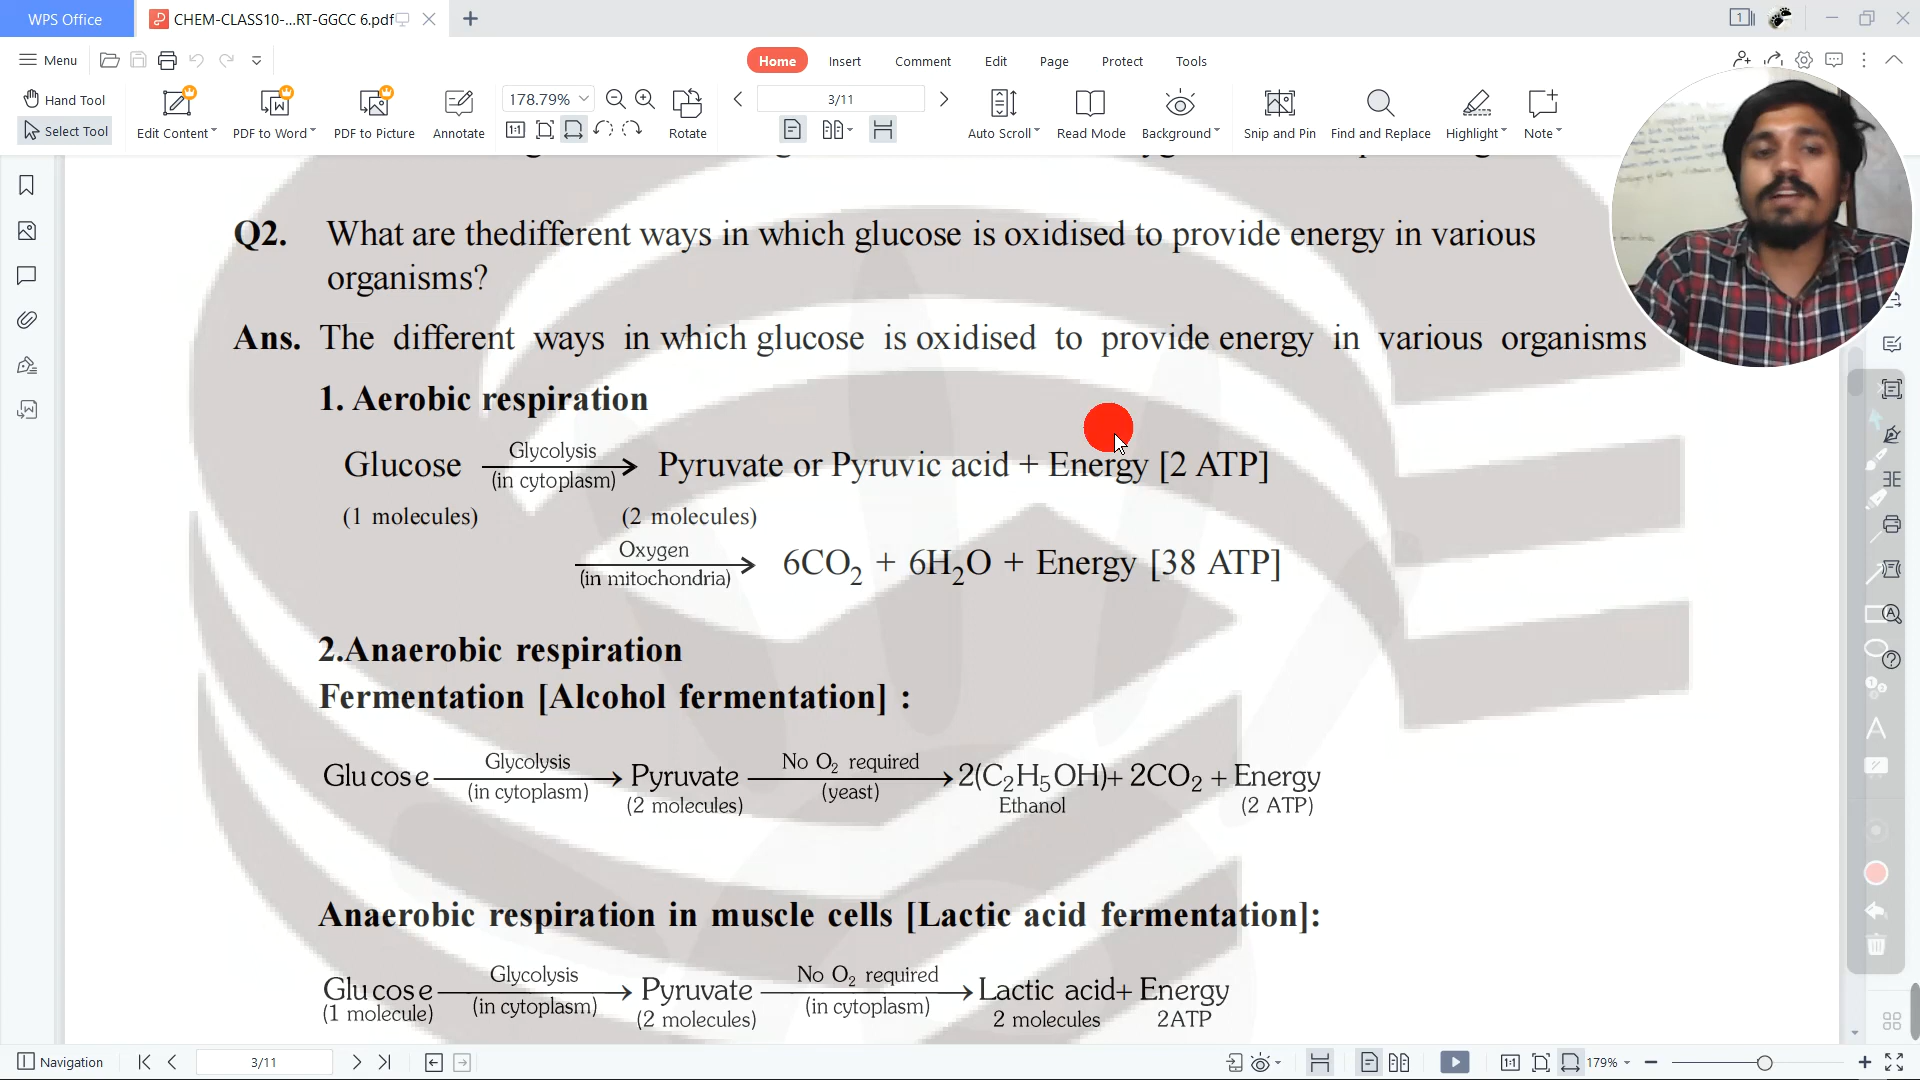 WPS Office
CHEM-CLASS10-...RT-GGCC 6.pdf
1
Menu
Home Insert Comment Edit Page Protect Tools
Hand Tool
Select Tool
Edit Content PDF to Word PDF to Picture Annotate
178.79%
1:1
Rotate
3/11
Auto Scroll Read Mode Background Snip and Pin Find and Replace Highlight Note
Q2. What are thedifferent ways in which glucose is oxidised to provide energy in various
organisms?
Ans. The different ways in which glucose is oxidised to provide energy in various organisms
1. Aerobic respiration
Glucose Glycolysis (in cytoplasm) → Pyruvate or Pyruvic acid + Energy [2 ATP]
(1 molecules) (2 molecules)
Oxygen (in mitochondria) → 6CO₂ + 6H₂O + Energy [38 ATP]
2.Anaerobic respiration
Fermentation [Alcohol fermentation] :
Glucose Glycolysis (in cytoplasm) → Pyruvate No O₂ required (yeast) → 2(C₂H₅OH)+ 2CO₂ + Energy
(2 molecules) Ethanol (2 ATP)
Anaerobic respiration in muscle cells [Lactic acid fermentation]:
Glucose Glycolysis (in cytoplasm) → Pyruvate No O₂ required (in cytoplasm) → Lactic acid+ Energy
(1 molecule) (2 molecules) 2 molecules 2ATP
Navigation
3/11
1:1
179%